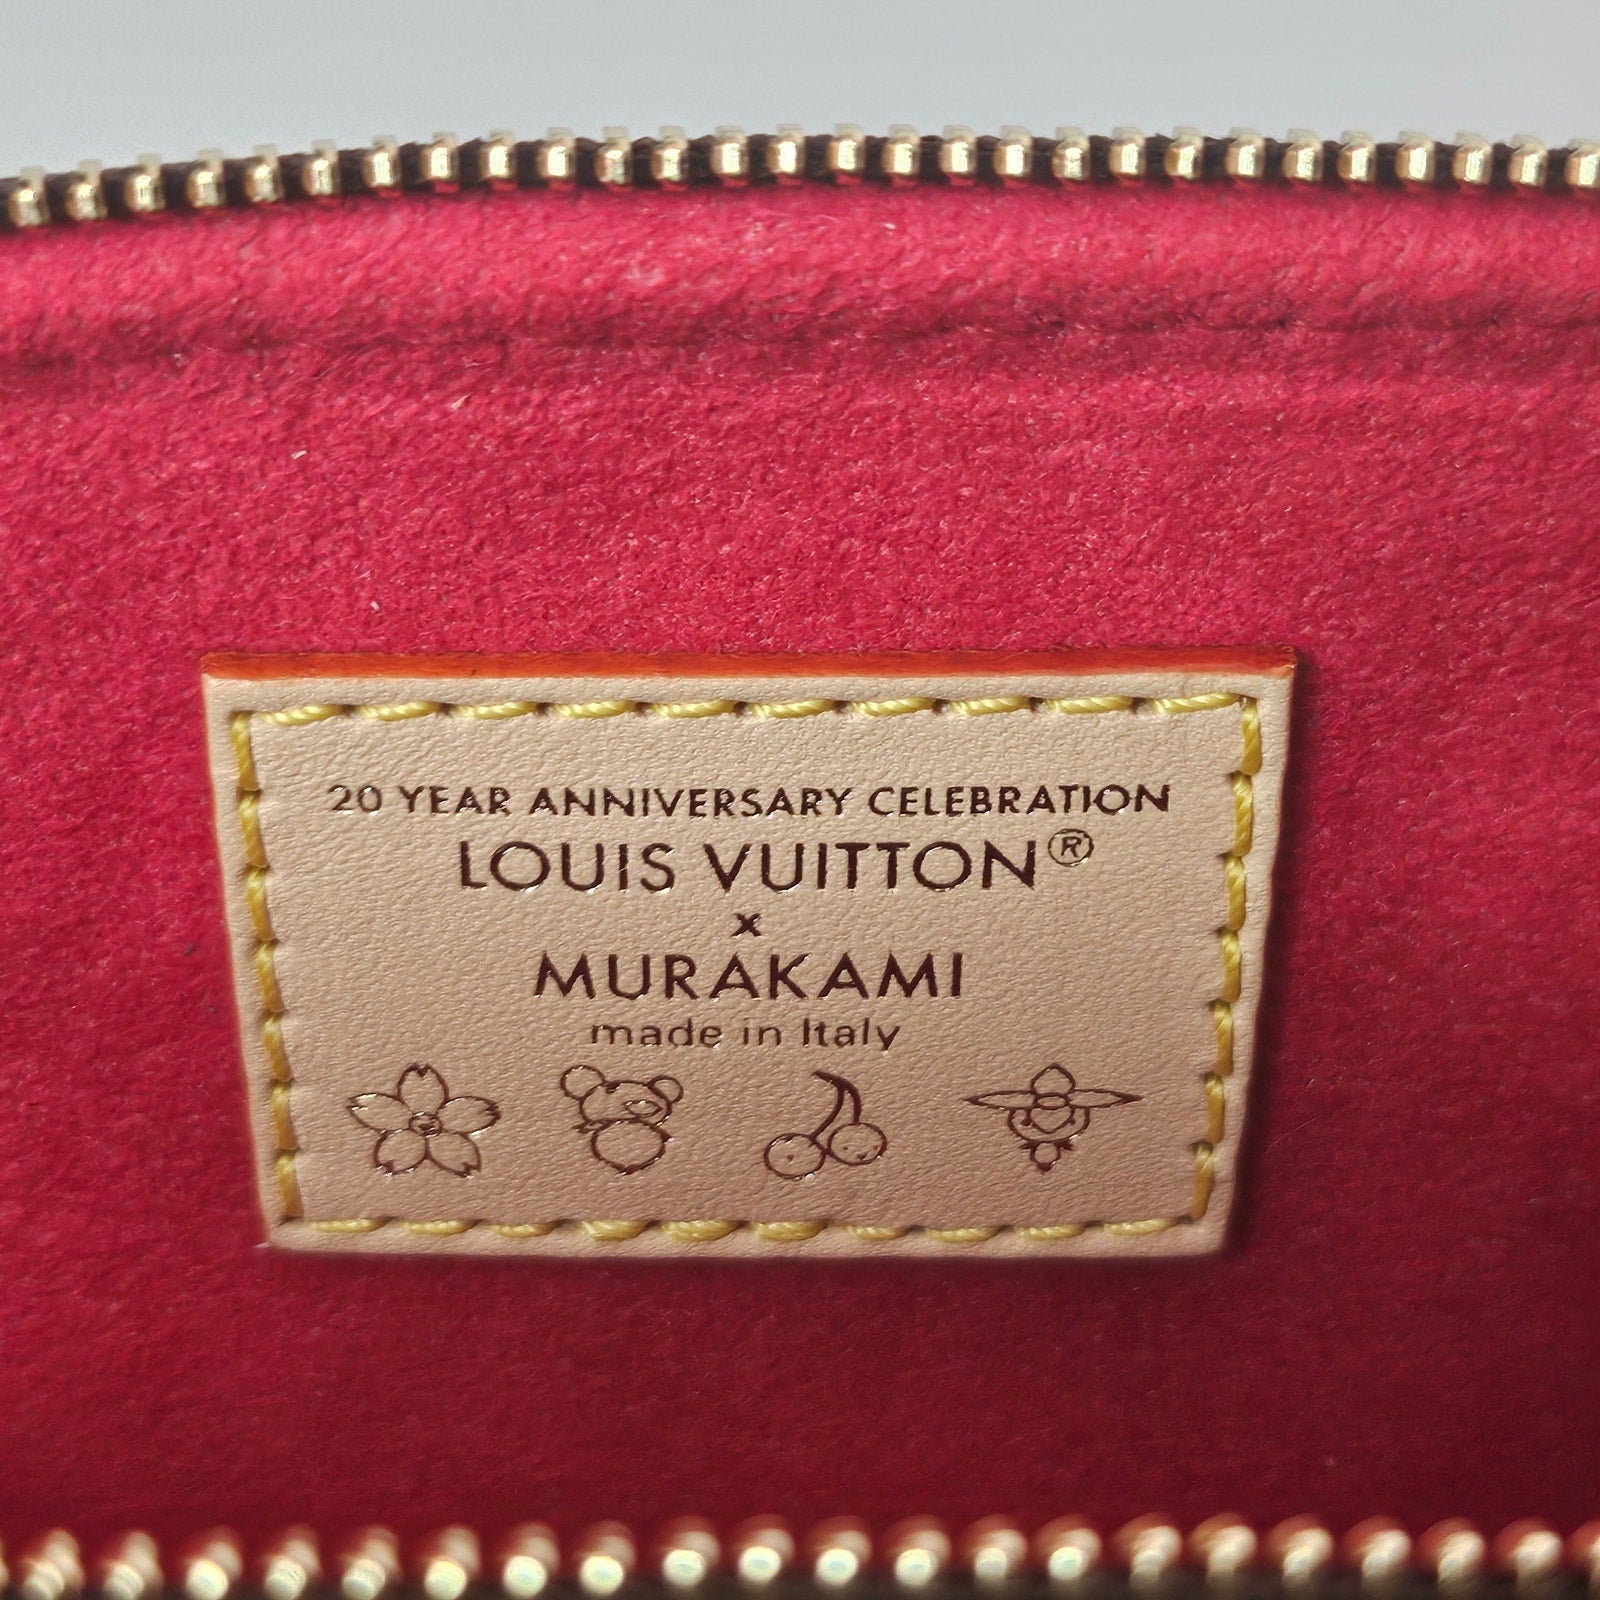 20 YEAR ANNIVERSARY CELEBRATION
LOUIS VUITTON®
x
MURAKAMI
made in Italy